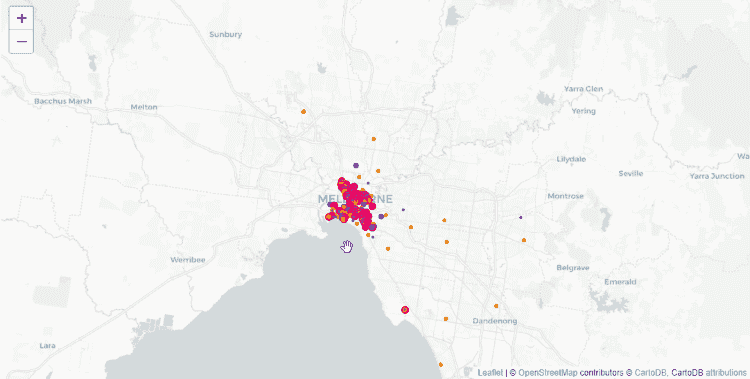 +
−
Sunbury
Yarra Glen
Bacchus Marsh
Melton
Yering
Lilydale
Seville
Yarra Junction
Montrose
MELBOURNE
Werribee
Belgrave
Emerald
Dandenong
Lara
Leaflet | © OpenStreetMap contributors © CartoDB, CartoDB attributions